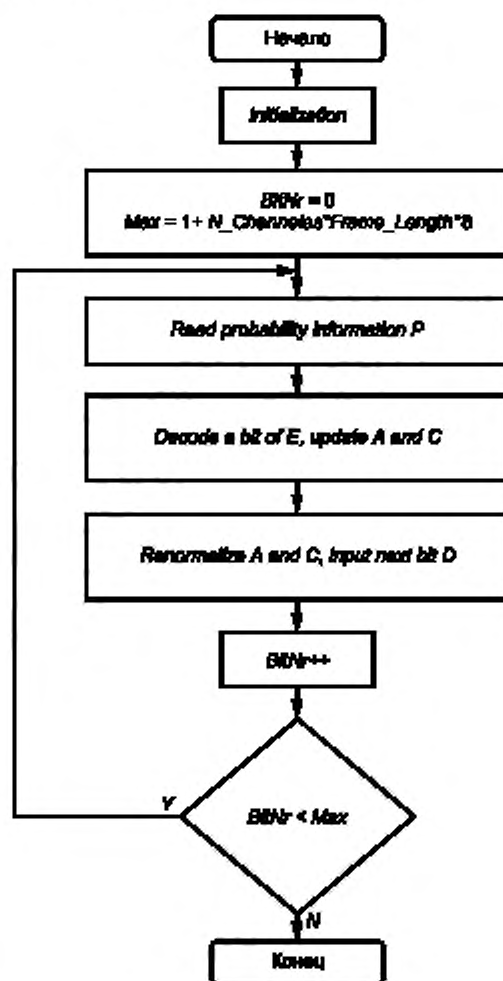 Начало
Initialization
BitNr = 0
Max = 1+ N_Channelss*Frame_Length*8
Read probability information P
Decode a bit of E, update A and C
Renormalize A and C, input next bit D
BitNr++
Y
BitNr < Max
N
Конец